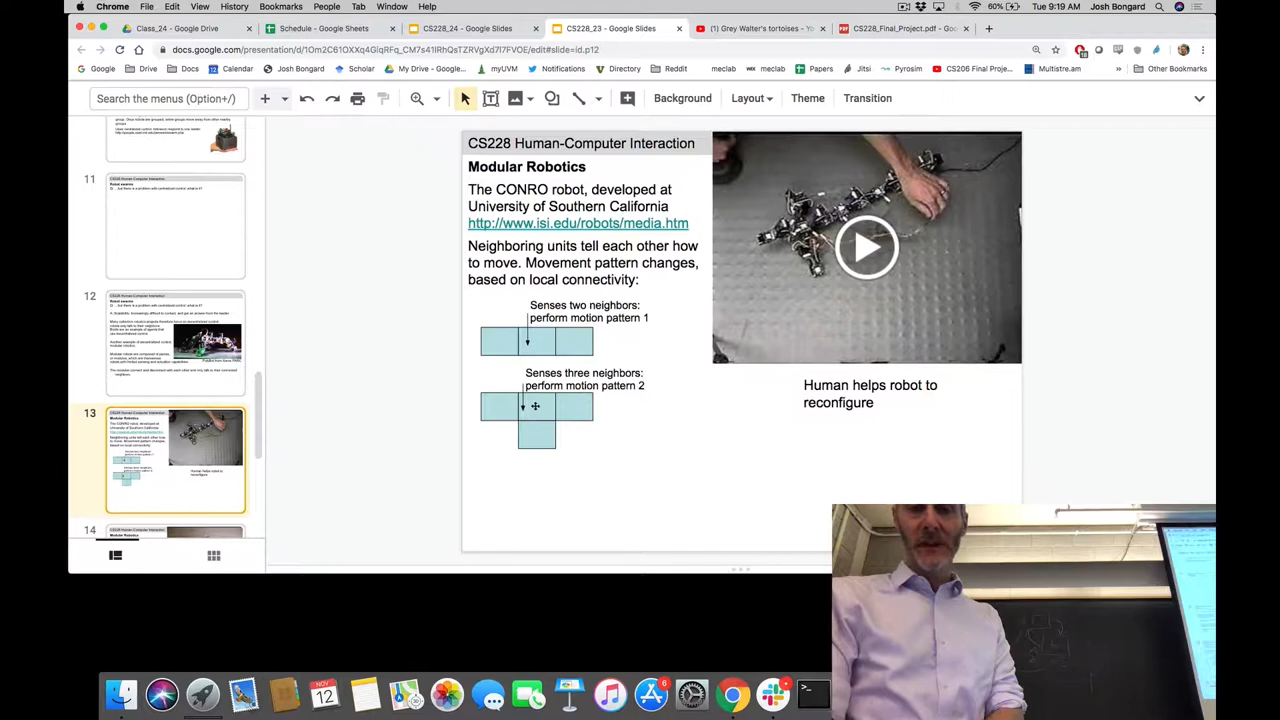 Chrome File Edit View History Bookmarks People Tab Window Help 60% Tue 9:19 AM Josh Bongard
Class_24 - Google Drive
Schedule - Google Sheets
CS228_24 - Google Slides
CS228_23 - Google Slides
Grey Walter's tortoises - Yo
CS228_Final_Project.pdf - Goo
docs.google.com/presentation/d/1Om2C61OXXq4GlqRFq_CM7s41RhQsTZRVgXd7I7FVOE/edit#slide=id.p12
Google Drive Docs Calendar Josh Bongard Scholar My Drive - Googl... myUVM Notifications Directory Reddit meclab meclab Papers Jitsi Pyrosim CS206 Final Proje... Multistre.am » Other Bookmarks
Search the menus (Option+/)
Background Layout Theme Transition
11
12
13
14
CS228 Human-Computer Interaction
Modular Robotics
The CONRO robot, developed at
University of Southern California
http://www.isi.edu/robots/media.htm
Neighboring units tell each other how
to move. Movement pattern changes,
based on local connectivity:
Senses two neighbors:
perform motion pattern 1
Senses three neighbors:
perform motion pattern 2
Human helps robot to
reconfigure
NOV
12
6